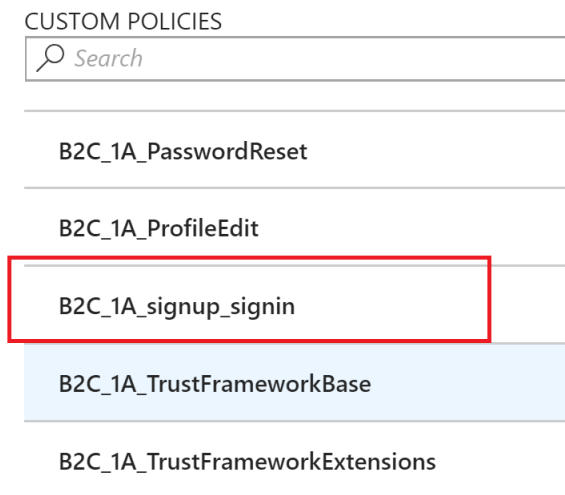 CUSTOM POLICIES
Search
B2C_1A_PasswordReset
B2C_1A_ProfileEdit
B2C_1A_signup_signin
B2C_1A_TrustFrameworkBase
B2C_1A_TrustFrameworkExtensions